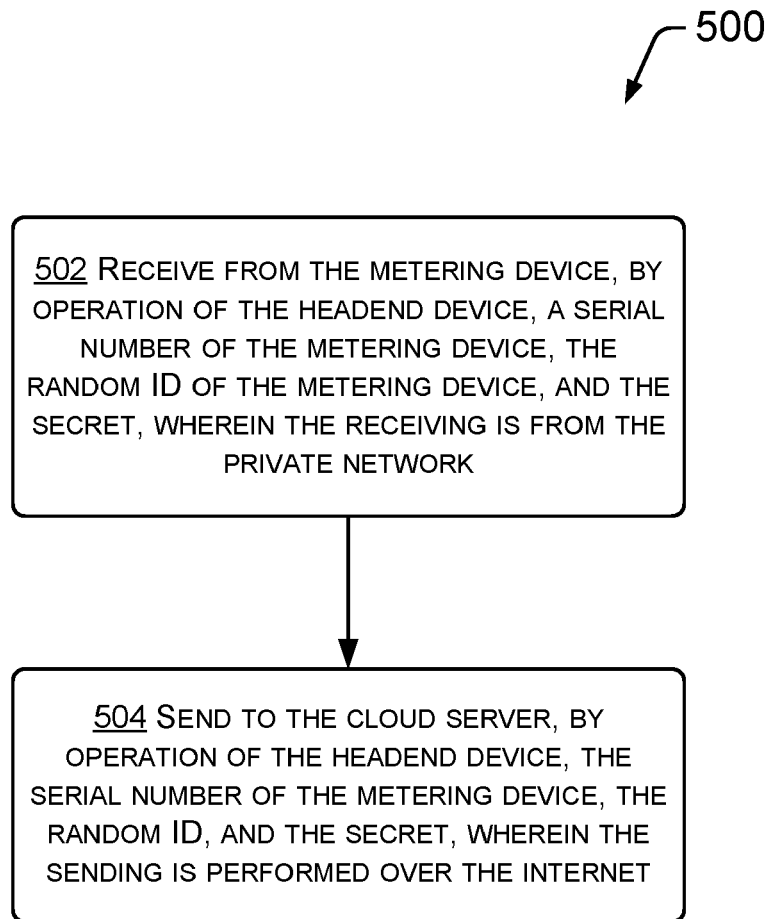 500
502 RECEIVE FROM THE METERING DEVICE, BY
OPERATION OF THE HEADEND DEVICE, A SERIAL
NUMBER OF THE METERING DEVICE, THE
RANDOM ID OF THE METERING DEVICE, AND THE
SECRET, WHEREIN THE RECEIVING IS FROM THE
PRIVATE NETWORK
504 SEND TO THE CLOUD SERVER, BY
OPERATION OF THE HEADEND DEVICE, THE
SERIAL NUMBER OF THE METERING DEVICE, THE
RANDOM ID, AND THE SECRET, WHEREIN THE
SENDING IS PERFORMED OVER THE INTERNET